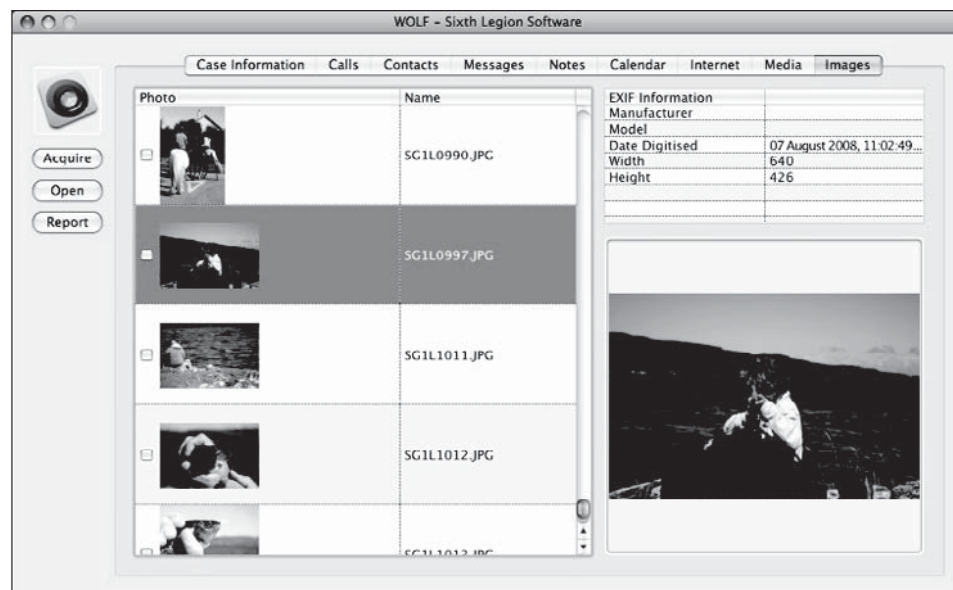 WOLF – Sixth Legion Software
Case Information Calls Contacts Messages Notes Calendar Internet Media Images
Acquire
Open
Report
Photo Name
SG1L0990.JPG
SG1L0997.JPG
SG1L1011.JPG
SG1L1012.JPG
SG1L1013.JPG
EXIF Information
Manufacturer
Model
Date Digitised 07 August 2008, 11:02:49...
Width 640
Height 426